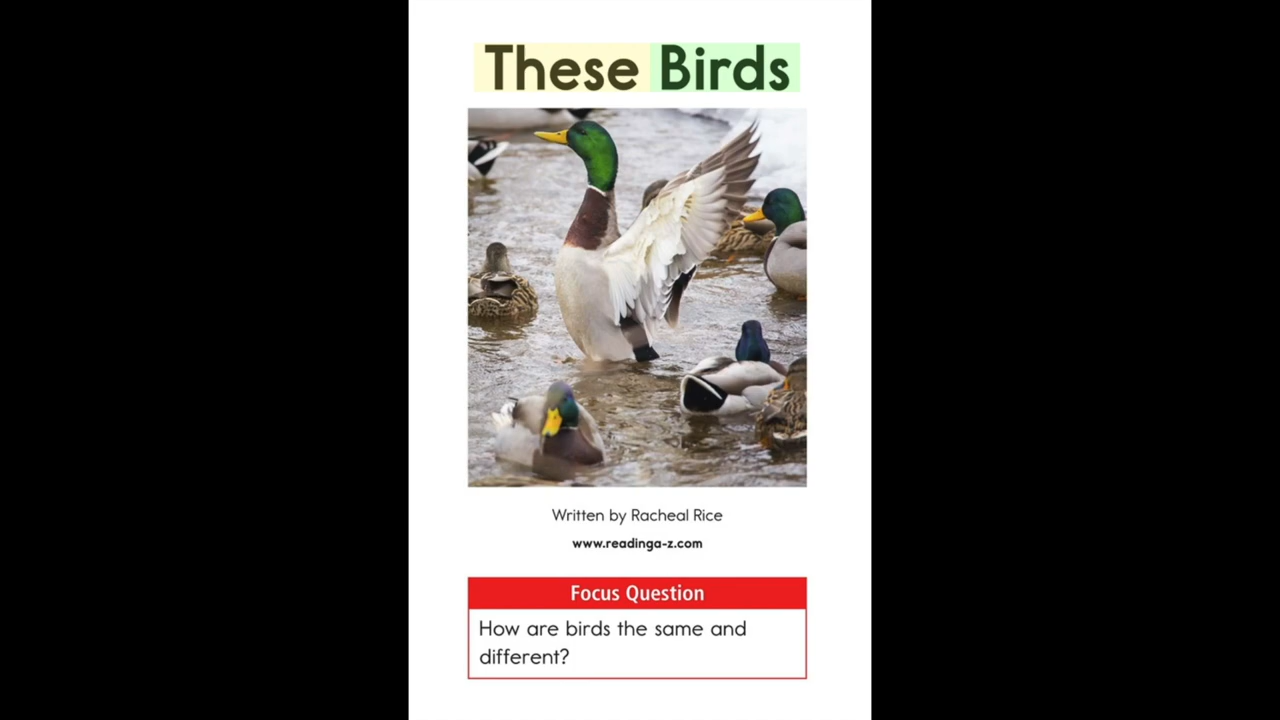 These Birds
Written by Racheal Rice
www.readinga-z.com
Focus Question
How are birds the same and
different?